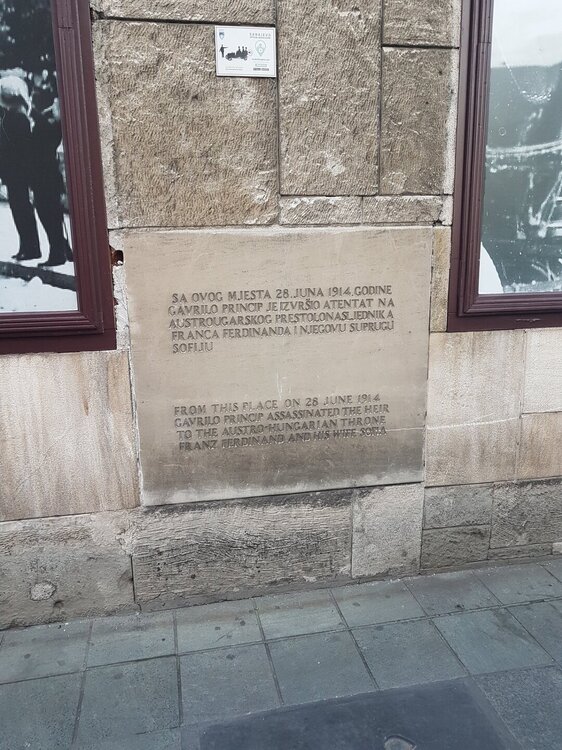 SARAJEVO
SA OVOG MJESTA 28. JUNA 1914. GODINE
GAVRILO PRINCIP JE IZVRŠIO ATENTAT NA
AUSTROUGARSKOG PRESTOLONASLJEDNIKA
FRANCA FERDINANDA I NJEGOVU SUPRUGU
SOFIJU
FROM THIS PLACE ON 28 JUNE 1914
GAVRILO PRINCIP ASSASSINATED THE HEIR
TO THE AUSTRO-HUNGARIAN THRONE
FRANZ FERDINAND AND HIS WIFE SOFIA